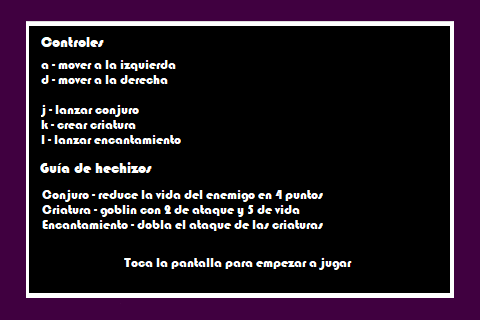 Controles
a - mover a la izquierda
d - mover a la derecha
j - lanzar conjuro
k - crear criatura
l - lanzar encantamiento
Guía de hechizos
Conjuro - reduce la vida del enemigo en 4 puntos
Criatura - goblin con 2 de ataque y 5 de vida
Encantamiento - dobla el ataque de las criaturas
Toca la pantalla para empezar a jugar